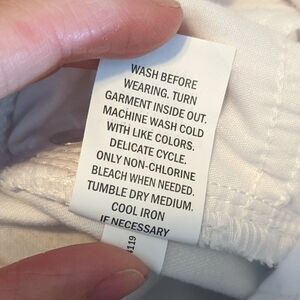 WASH BEFORE
WEARING. TURN
GARMENT INSIDE OUT.
MACHINE WASH COLD
WITH LIKE COLORS.
DELICATE CYCLE.
ONLY NON-CHLORINE
BLEACH WHEN NEEDED.
TUMBLE DRY MEDIUM.
COOL IRON
IF NECESSARY